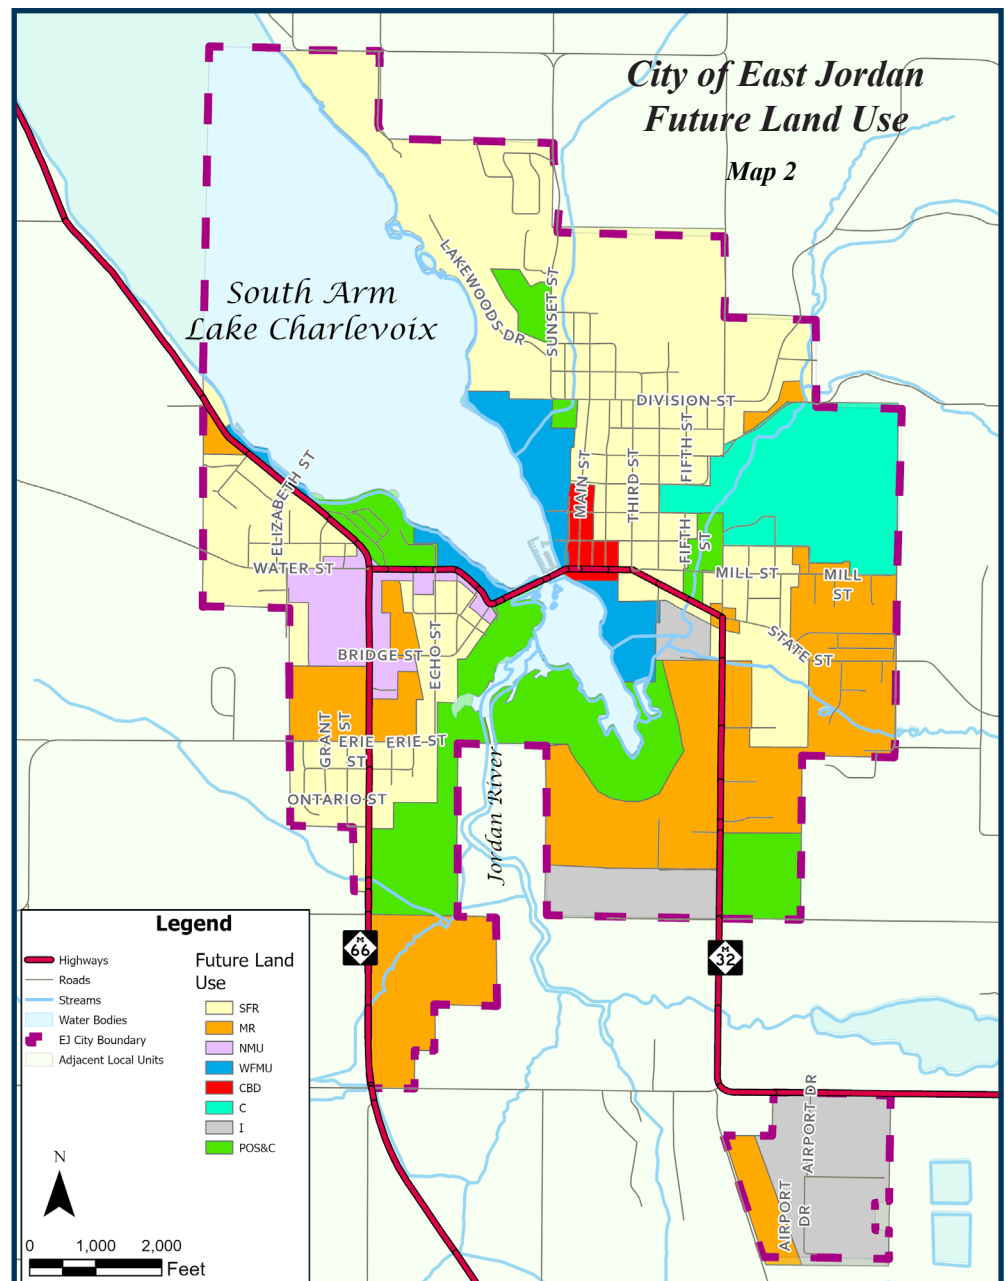 City of East Jordan
Future Land Use
Map 2
South Arm
Lake Charlevoix
LAKEWOODS DR
SUNSET ST
DIVISION ST
FIFTH ST
MAIN ST
THIRD ST
ELIZABETH ST
FIFTH
ST
WATER ST
MILL ST
MILL
ST
STATE ST
BRIDGE ST
ECHO ST
GRANT
ST
ERIE
ST
ERIE ST
ONTARIO ST
Jordan River
M
66
M
32
AIRPORT DR
AIRPORT
DR
Legend
Highways
Roads
Streams
Water Bodies
EJ City Boundary
Adjacent Local Units
Future Land
Use
SFR
MR
NMU
WFMU
CBD
C
I
POS&C
N
0 1,000 2,000
Feet